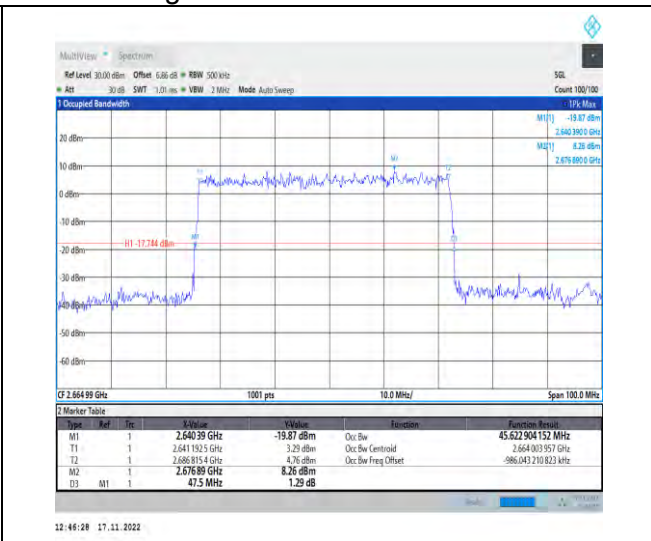 MultiView Spectrum
Ref Level 30.00 dBm Offset 6.86 dB RBW 500 kHz SGL
Att 30 dB SWT 1.01 ms VBW 2 MHz Mode Auto Sweep Count 100/100
1 Occupied Bandwidth 1Pk Max
M1[1] -19.87 dBm
2.640 3900 GHz
20 dBm
M2[1] 8.26 dBm
2.676 8900 GHz
10 dBm
0 dBm
-10 dBm
H1 -17.744 dBm
-20 dBm
-30 dBm
-40 dBm
-50 dBm
-60 dBm
CF 2.664 99 GHz 1001 pts 10.0 MHz/ Span 100.0 MHz
2 Marker Table
Type Ref Trc X-Value Y-Value Function Function Result
M1 1 2.640 39 GHz -19.87 dBm Occ Bw 45.622 904 152 MHz
T1 1 2.641 192 5 GHz 3.29 dBm Occ Bw Centroid 2.664 003 957 GHz
T2 1 2.686 815 4 GHz 4.76 dBm Occ Bw Freq Offset -986.043 210 823 kHz
M2 1 2.676 89 GHz 8.26 dBm
D3 M1 1 47.5 MHz 1.29 dB
12:46:28 17.11.2022